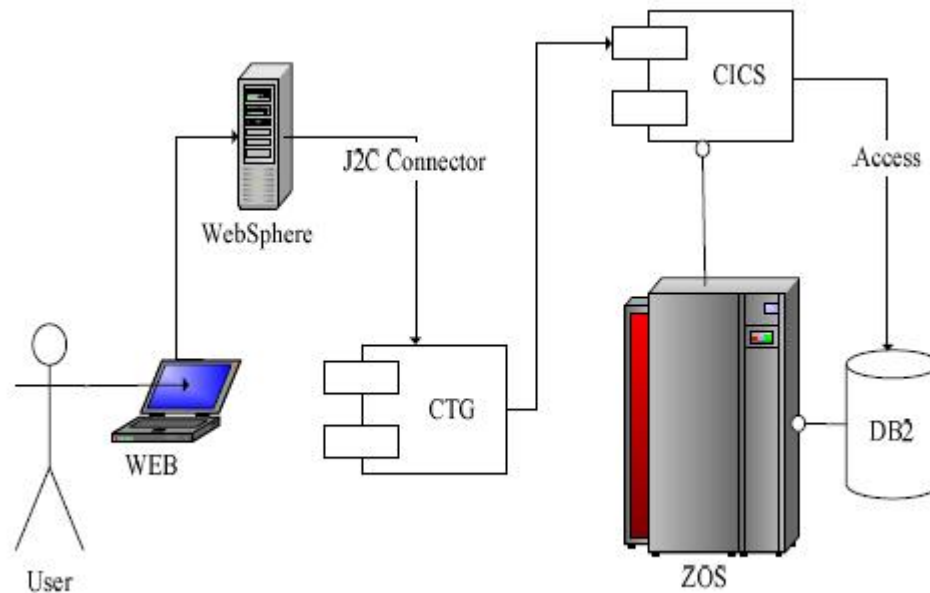 CICS
Access
J2C Connector
WebSphere
CTG
DB2
WEB
User
ZOS